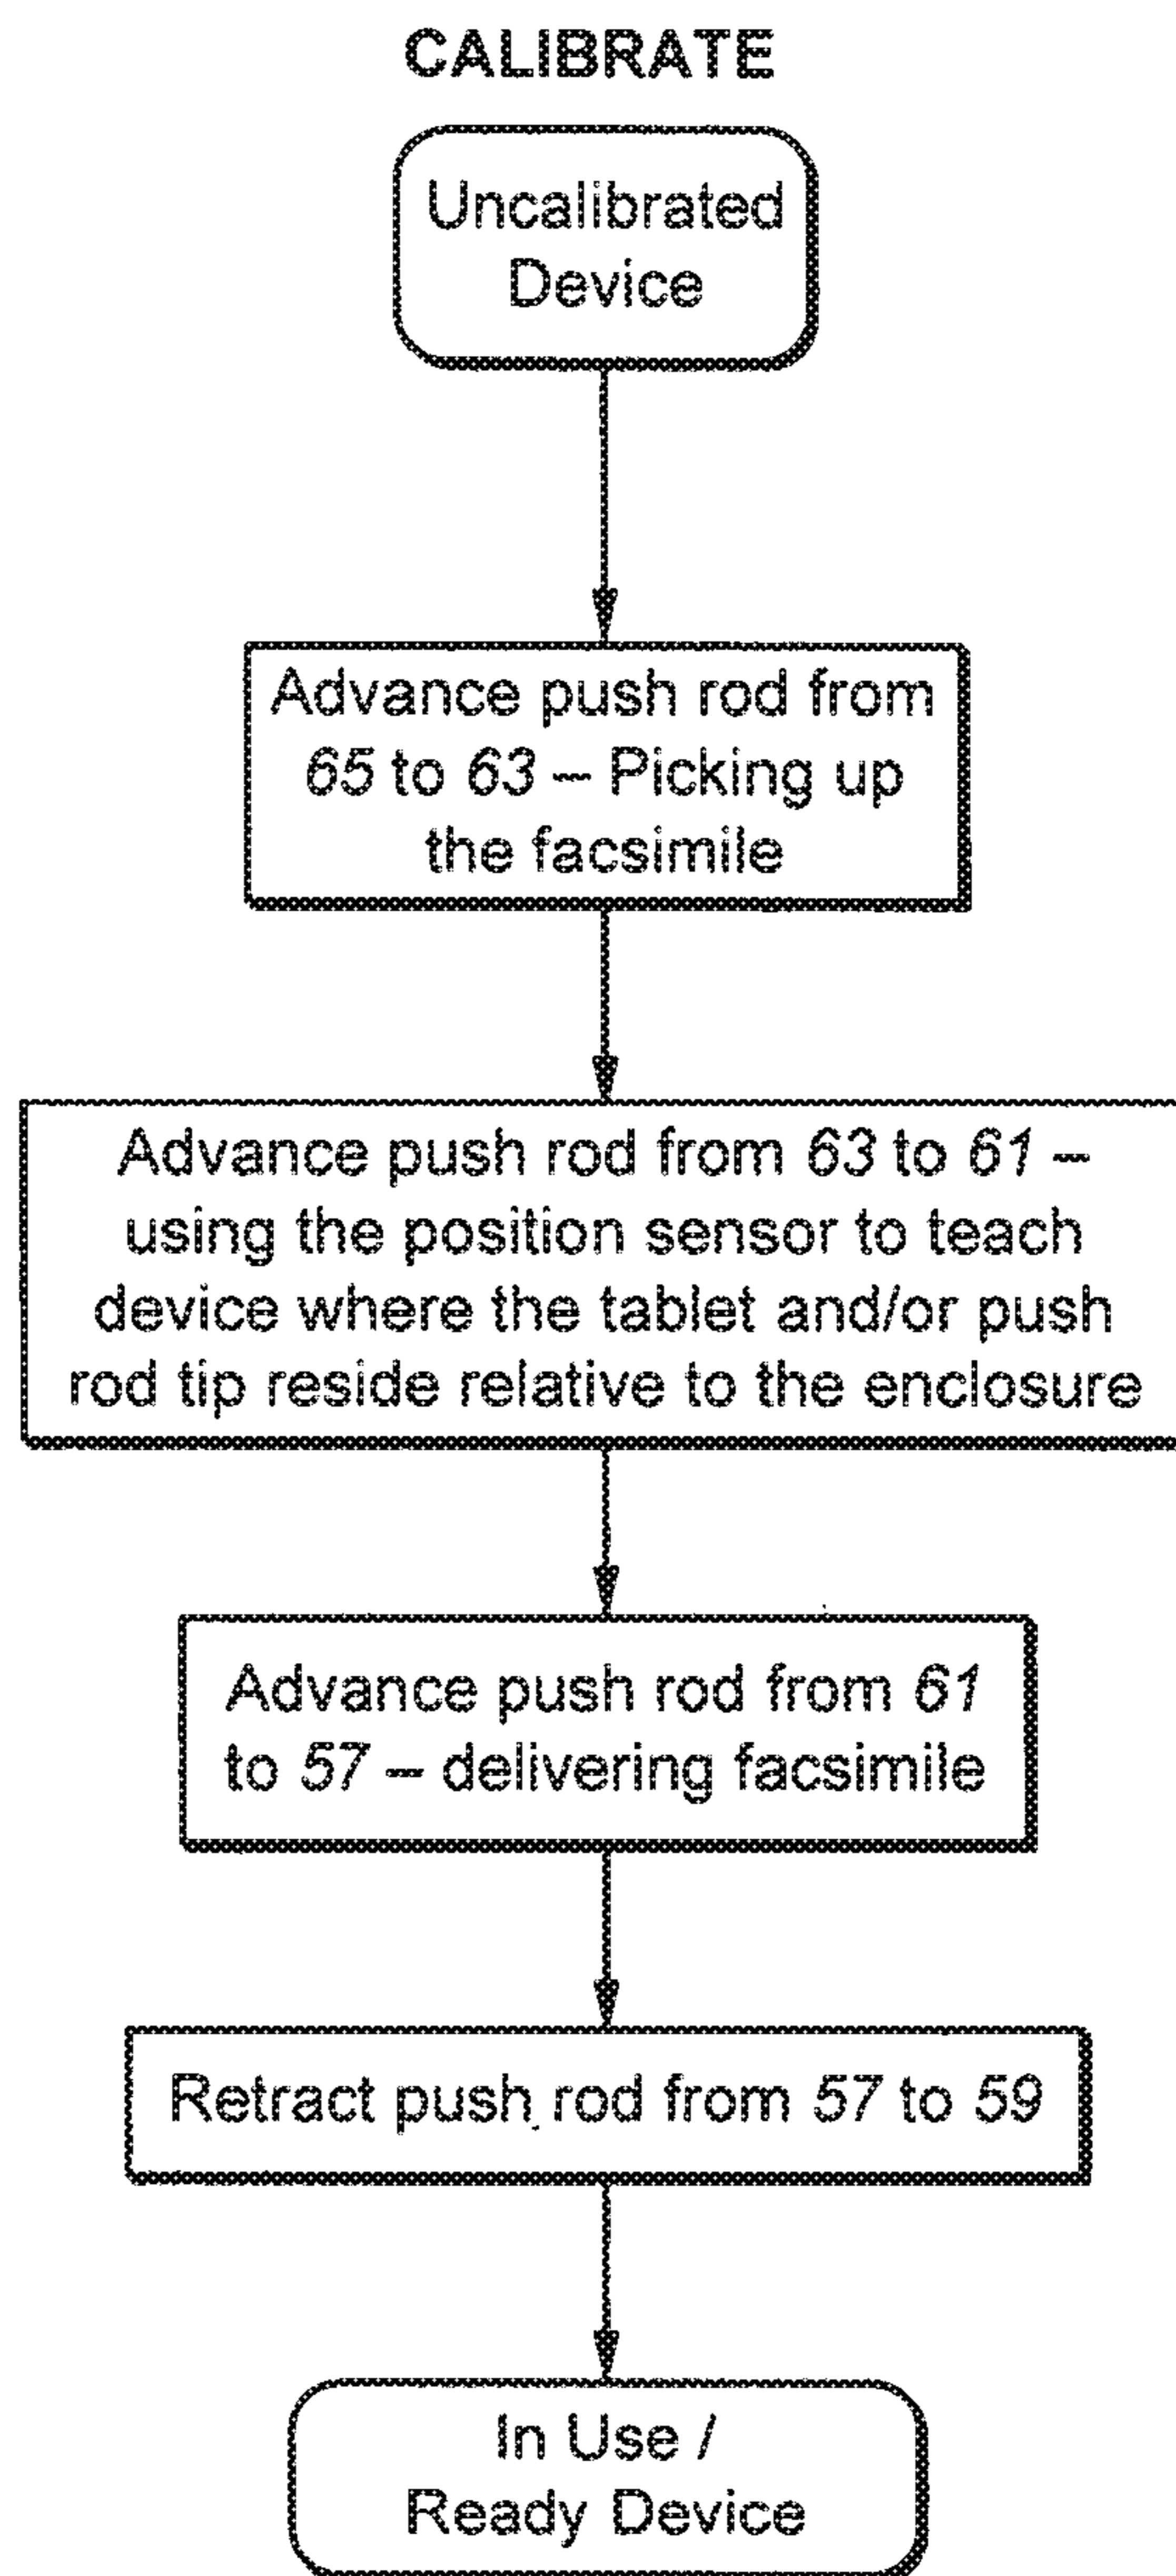 CALIBRATE
Uncalibrated
Device
Advance push rod from
65 to 63 -- Picking up
the facsimile
Advance push rod from 63 to 61 --
using the position sensor to teach
device where the tablet and/or push
rod tip reside relative to the enclosure
Advance push rod from 61
to 57 -- delivering facsimile
Retract push rod from 57 to 59
In Use /
Ready Device